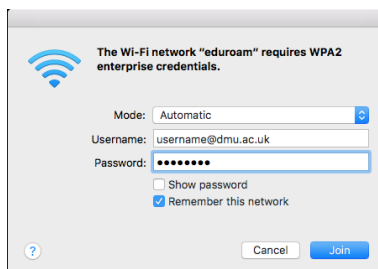 The Wi-Fi network “eduroam” requires WPA2
enterprise credentials.
Mode: Automatic
Username: username@dmu.ac.uk
Password: ••••••••
Show password
Remember this network
? Cancel Join